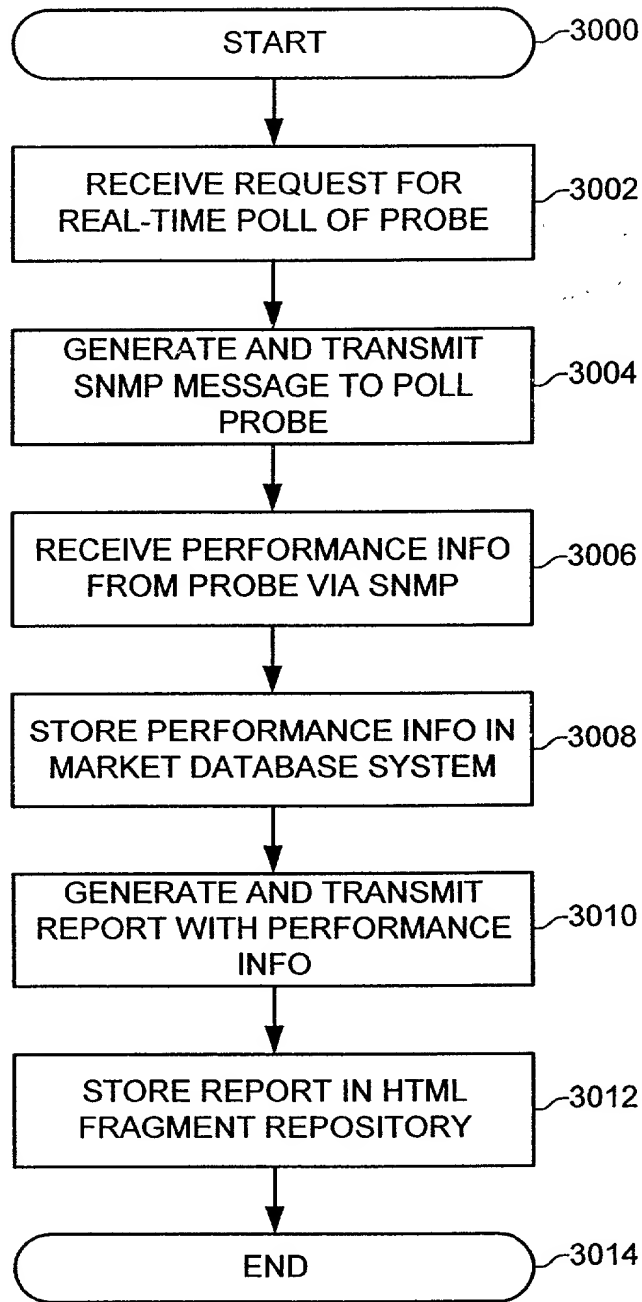 START
3000
RECEIVE REQUEST FOR
REAL-TIME POLL OF PROBE
3002
GENERATE AND TRANSMIT
SNMP MESSAGE TO POLL
PROBE
3004
RECEIVE PERFORMANCE INFO
FROM PROBE VIA SNMP
3006
STORE PERFORMANCE INFO IN
MARKET DATABASE SYSTEM
3008
GENERATE AND TRANSMIT
REPORT WITH PERFORMANCE
INFO
3010
STORE REPORT IN HTML
FRAGMENT REPOSITORY
3012
END
3014